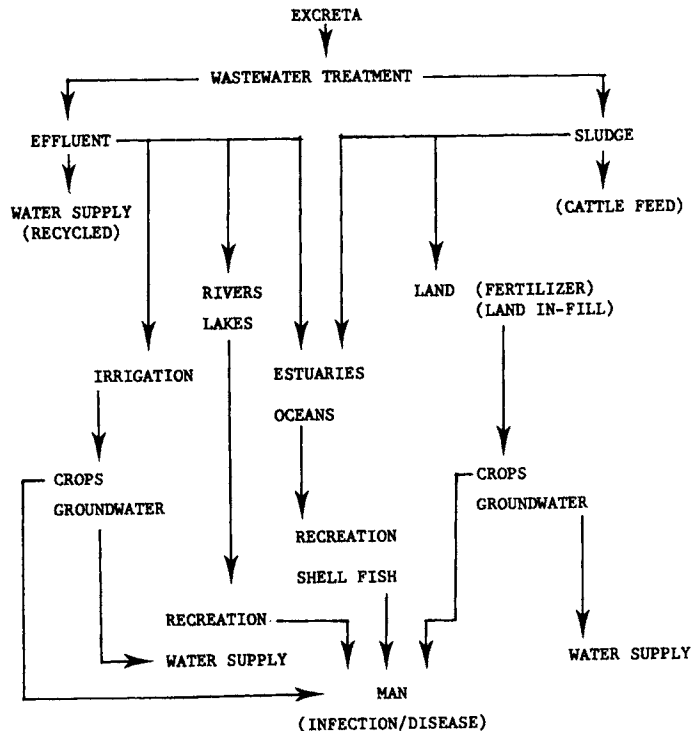 EXCRETA
WASTEWATER TREATMENT
EFFLUENT
SLUDGE
WATER SUPPLY
(RECYCLED)
(CATTLE FEED)
RIVERS
LAKES
LAND (FERTILIZER)
(LAND IN-FILL)
IRRIGATION
ESTUARIES
OCEANS
CROPS
GROUNDWATER
CROPS
GROUNDWATER
RECREATION
SHELL FISH
RECREATION
WATER SUPPLY
WATER SUPPLY
MAN
(INFECTION/DISEASE)